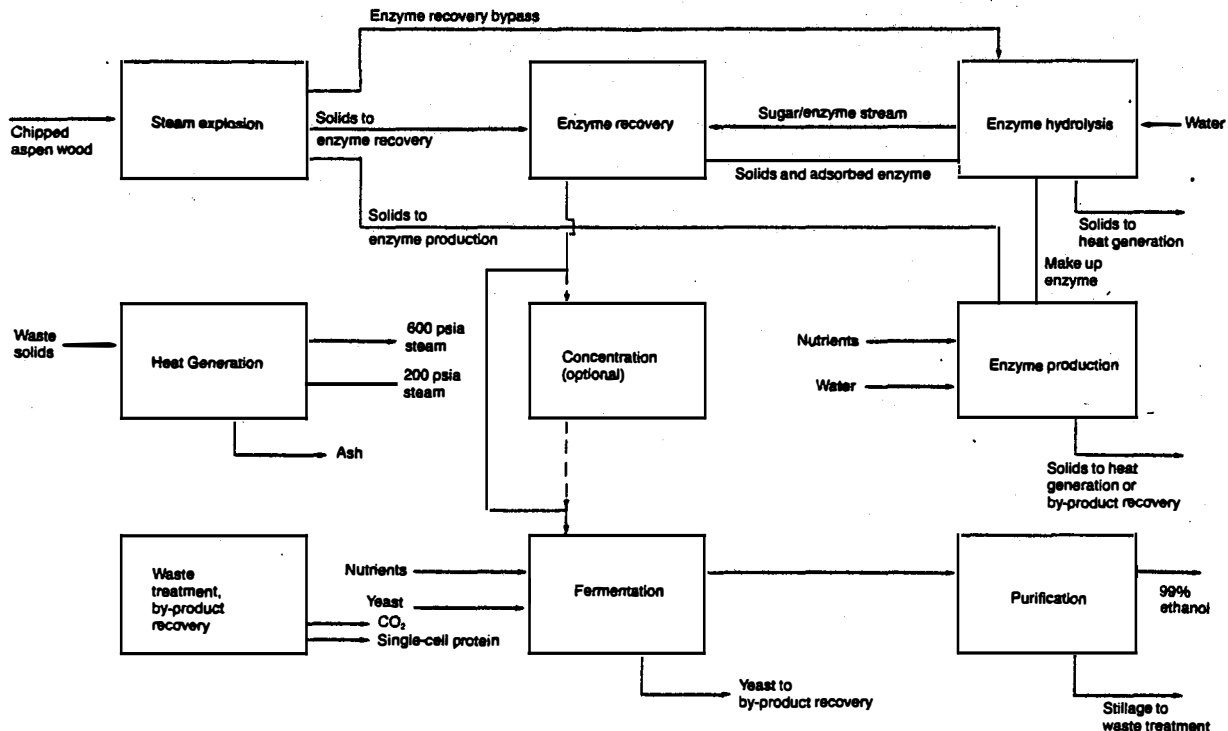 Enzyme recovery bypass
Steam explosion
Chipped
aspen wood
Solids to
enzyme recovery
Enzyme recovery
Sugar/enzyme stream
Solids and adsorbed enzyme
Enzyme hydrolysis
Water
Solids to
enzyme production
Solids to
heat generation
Make up
enzyme
Waste
solids
Heat Generation
600 psia
steam
200 psia
steam
Ash
Concentration
(optional)
Nutrients
Water
Enzyme production
Solids to heat
generation or
by-product recovery
Waste
treatment,
by-product
recovery
Nutrients
Yeast
CO₂
Single-cell protein
Fermentation
Yeast to
by-product recovery
Purification
99%
ethanol
Stillage to
waste treatment